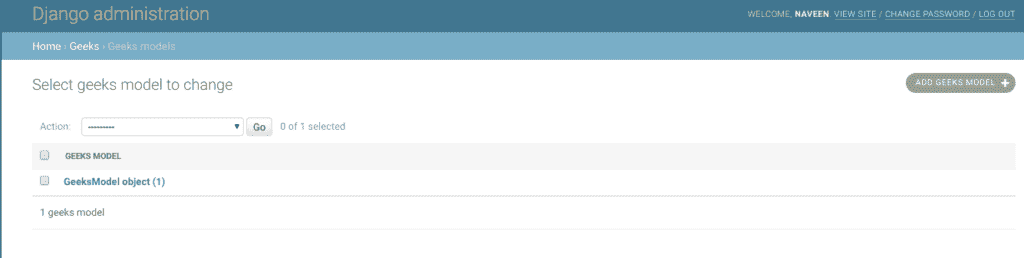 Django administration
WELCOME, NAVEEN VIEW SITE / CHANGE PASSWORD / LOG OUT
Home › Geeks › Geeks models
Select geeks model to change
ADD GEEKS MODEL +
Action: --------- Go 0 of 1 selected
GEEKS MODEL
GeeksModel object (1)
1 geeks model